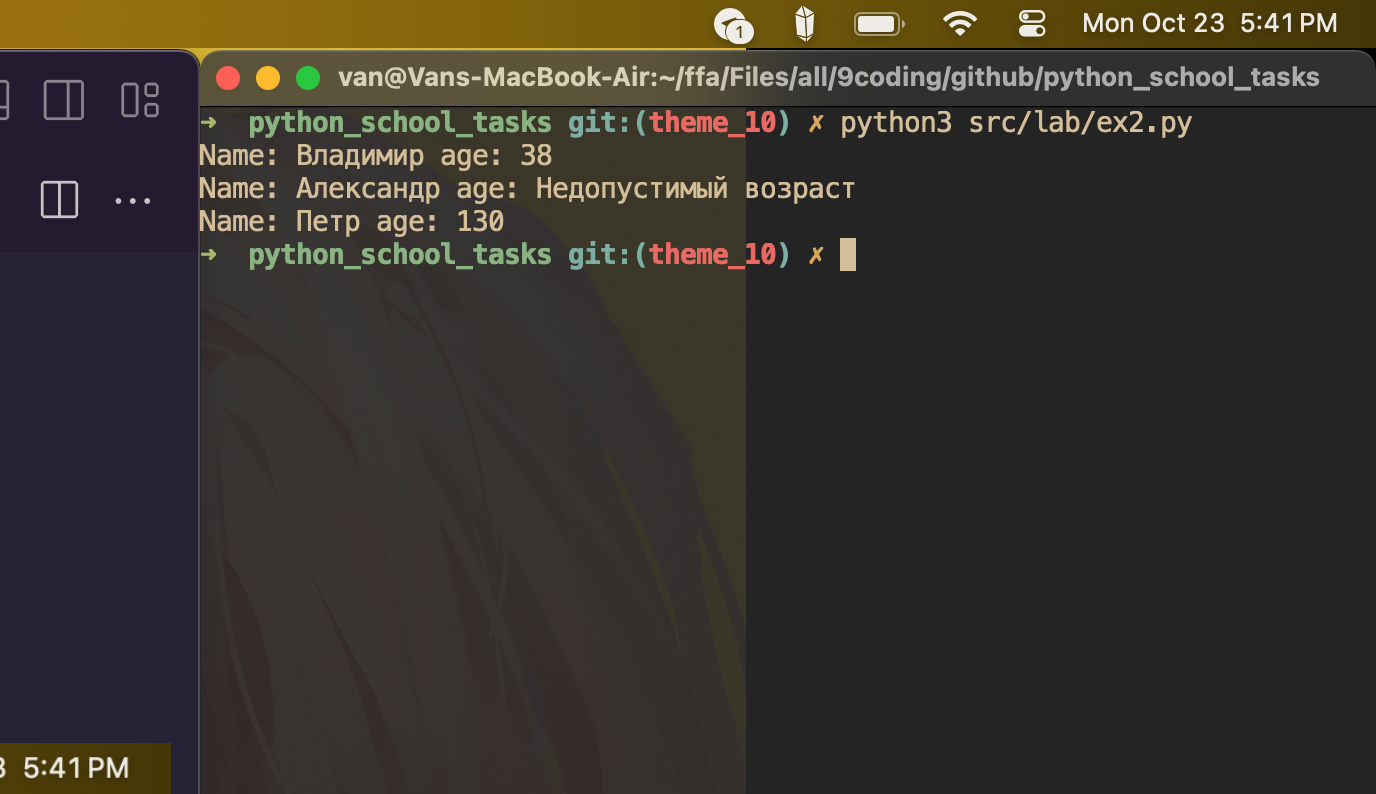 1
Mon Oct 23 5:41 PM
van@Vans-MacBook-Air:~/ffa/Files/all/9coding/github/python_school_tasks
➜ python_school_tasks git:(theme_10) ✗ python3 src/lab/ex2.py
Name: Владимир age: 38
Name: Александр age: Недопустимый возраст
Name: Петр age: 130
➜ python_school_tasks git:(theme_10) ✗
3 5:41 PM